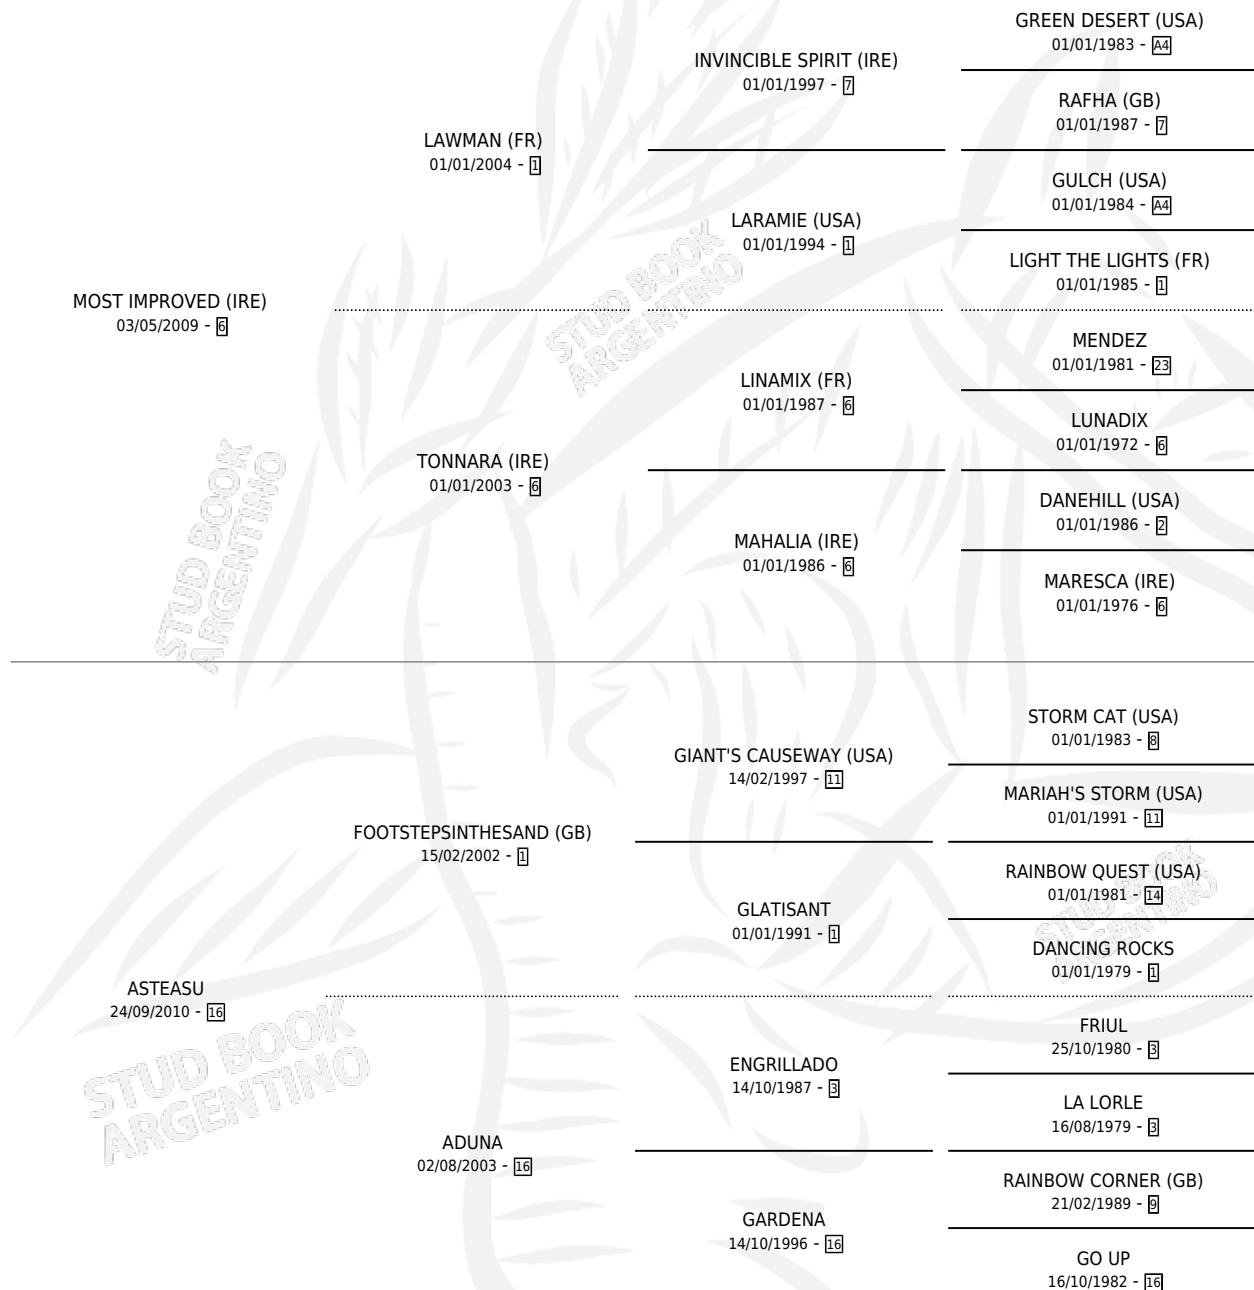 GREEN DESERT (USA)
01/01/1983 - A4
INVINCIBLE SPIRIT (IRE)
01/01/1997 - 7
RAFHA (GB)
01/01/1987 - 7
LAWMAN (FR)
01/01/2004 - 1
GULCH (USA)
01/01/1984 - A4
LARAMIE (USA)
01/01/1994 - 1
LIGHT THE LIGHTS (FR)
01/01/1985 - 1
MOST IMPROVED (IRE)
03/05/2009 - 6
MENDEZ
01/01/1981 - 23
LINAMIX (FR)
01/01/1987 - 6
LUNADIX
01/01/1972 - 6
TONNARA (IRE)
01/01/2003 - 6
DANEHILL (USA)
01/01/1986 - 2
MAHALIA (IRE)
01/01/1986 - 6
MARESCA (IRE)
01/01/1976 - 6
STUD BOOK
ARGENTINO
STUD BOOK
ARGENTINO
STORM CAT (USA)
01/01/1983 - 8
GIANT'S CAUSEWAY (USA)
14/02/1997 - 11
MARIAH'S STORM (USA)
01/01/1991 - 11
FOOTSTEPSINTHESAND (GB)
15/02/2002 - 1
RAINBOW QUEST (USA)
01/01/1981 - 14
GLATISANT
01/01/1991 - 1
DANCING ROCKS
01/01/1979 - 1
STUD BOOK
ARGENTINO
ASTEASU
24/09/2010 - 16
FRIUL
25/10/1980 - 3
ENGRILLADO
14/10/1987 - 3
LA LORLE
16/08/1979 - 3
ADUNA
02/08/2003 - 16
RAINBOW CORNER (GB)
21/02/1989 - 9
GARDENA
14/10/1996 - 16
GO UP
16/10/1982 - 16
STUD BOOK
ARGENTINO